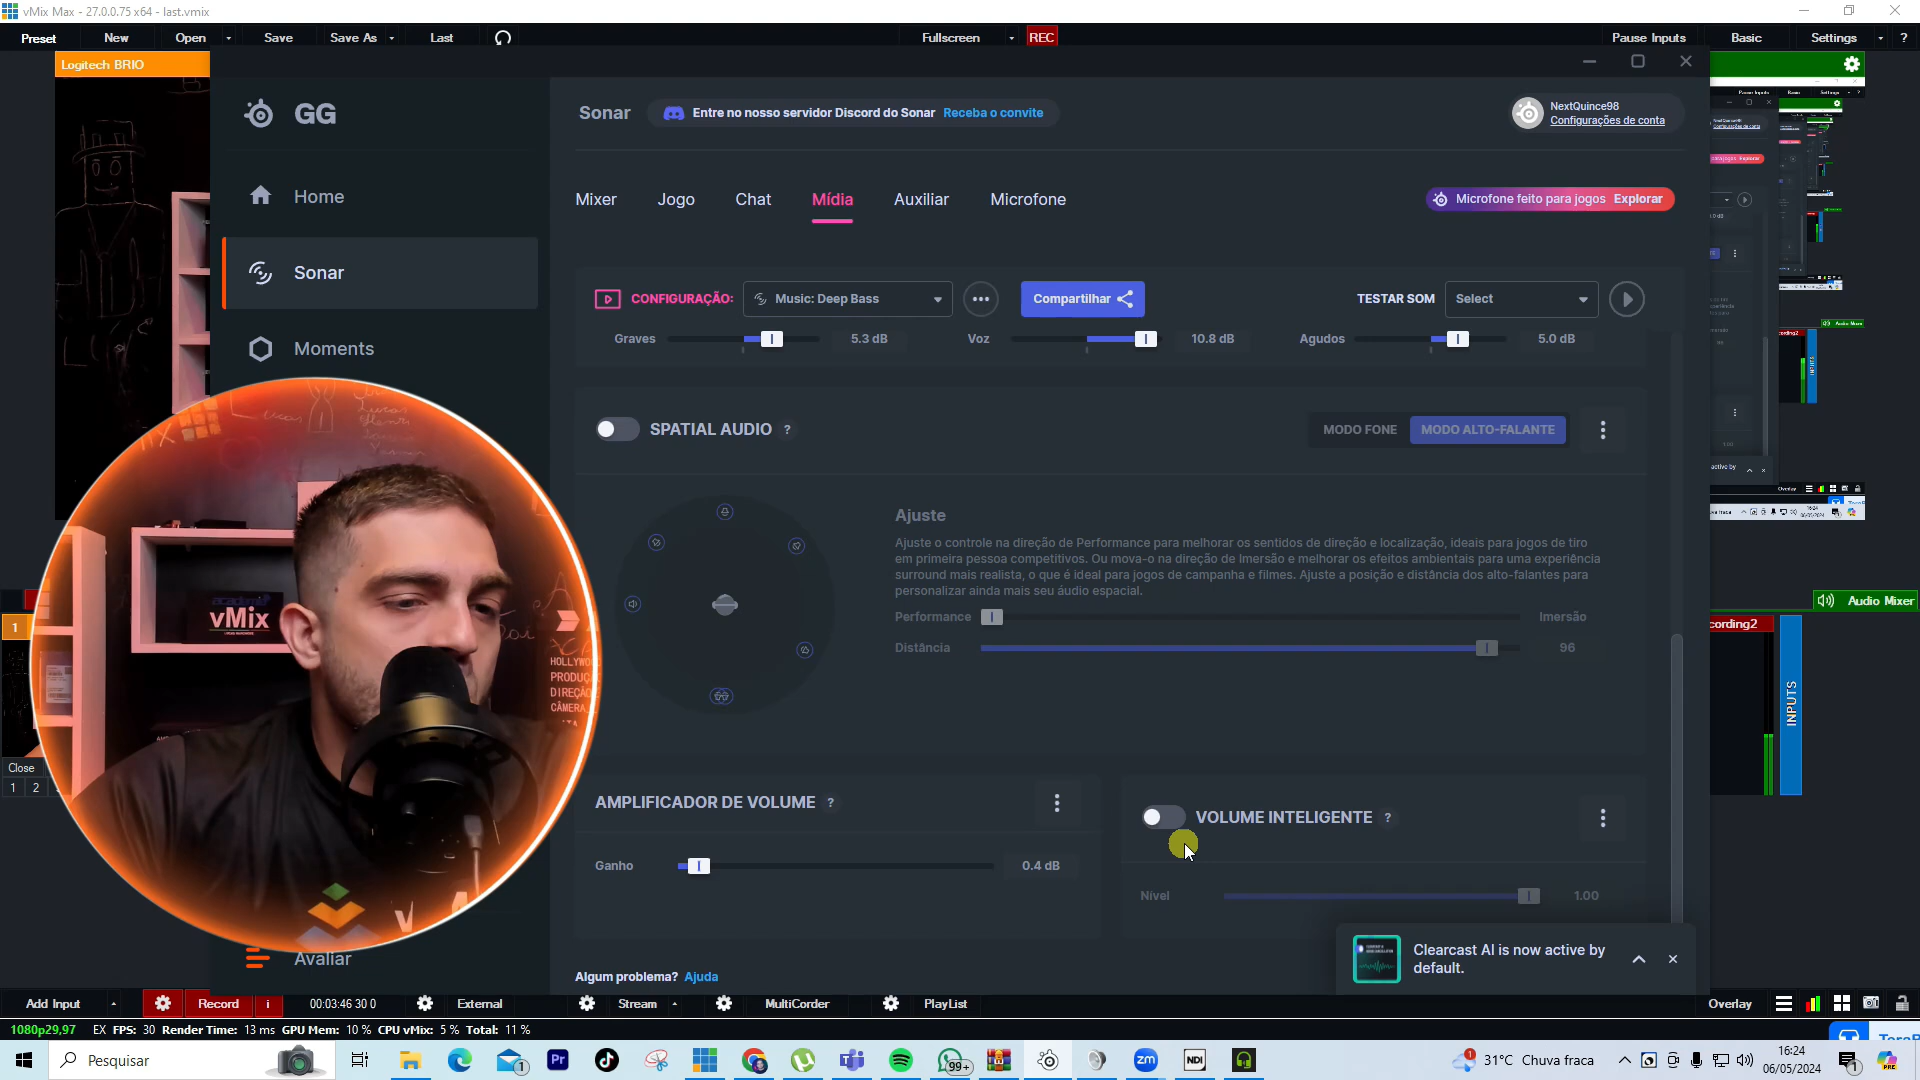 vMix Max - 27.0.0.75 x64 - last.vmix
Preset New Open Save Save As Last Fullscreen REC Pause Inputs Basic Settings ?
Logitech BRIO
GG
Sonar Entre no nosso servidor Discord do Sonar Receba o convite
NextQuince98
Configurações de conta
Home
Sonar
Moments
Avaliar
Mixer Jogo Chat Mídia Auxiliar Microfone
Microfone feito para jogos Explorar
CONFIGURAÇÃO: Music: Deep Bass Compartilhar TESTAR SOM Select
Graves 5.3 dB Voz 10.8 dB Agudos 5.0 dB
SPATIAL AUDIO ? MODO FONE MODO ALTO-FALANTE
Ajuste
Ajuste o controle na direção de Performance para melhorar os sentidos de direção e localização, ideais para jogos de tiro
em primeira pessoa competitivos. Ou mova-o na direção de Imersão e melhorar os efeitos ambientais para uma experiência
surround mais realista, o que é ideal para jogos de campanha e filmes. Ajuste a posição e distância dos alto-falantes para
personalizar ainda mais seu áudio espacial.
Performance Imersão
Distância 96
AMPLIFICADOR DE VOLUME ?
Ganho 0.4 dB
VOLUME INTELIGENTE ?
Nível 1.00
Clearcast AI is now active by
default.
Algum problema? Ajuda
academia
vMix
HOLLYWO
PRODUÇ
DIREÇÃO
CÂMERA,
Audio Mixer
cording2
INPUTS
1
Close
1 2
Add Input Record i 00:03:46 30 0 External Stream MultiCorder PlayList Overlay
1080p29,97 EX FPS: 30 Render Time: 13 ms GPU Mem: 10 % CPU vMix: 5 % Total: 11 %
Pesquisar
99+
31°C Chuva fraca
16:24
06/05/2024